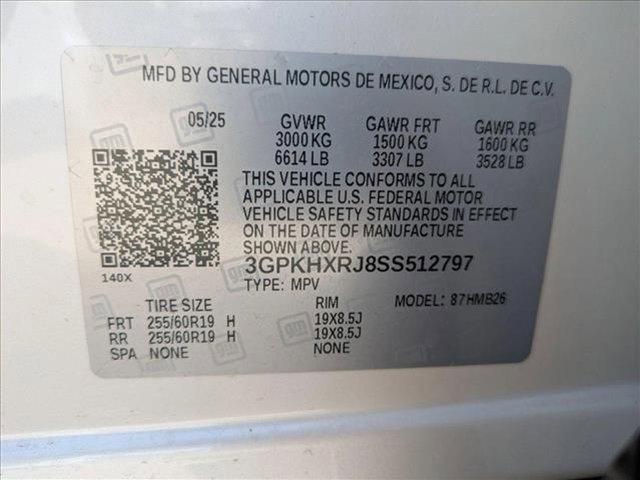 MFD BY GENERAL MOTORS DE MEXICO, S. DE R.L. DE C.V.
05/25 GVWR GAWR FRT GAWR RR
3000 KG 1500 KG 1600 KG
6614 LB 3307 LB 3528 LB
THIS VEHICLE CONFORMS TO ALL
APPLICABLE U.S. FEDERAL MOTOR
VEHICLE SAFETY STANDARDS IN EFFECT
ON THE DATE OF MANUFACTURE
SHOWN ABOVE.
3GPKHXRJ8SS512797
140X
TYPE: MPV
TIRE SIZE RIM MODEL: 87HMB26
FRT 255/60R19 H 19X8.5J
RR 255/60R19 H 19X8.5J
SPA NONE NONE